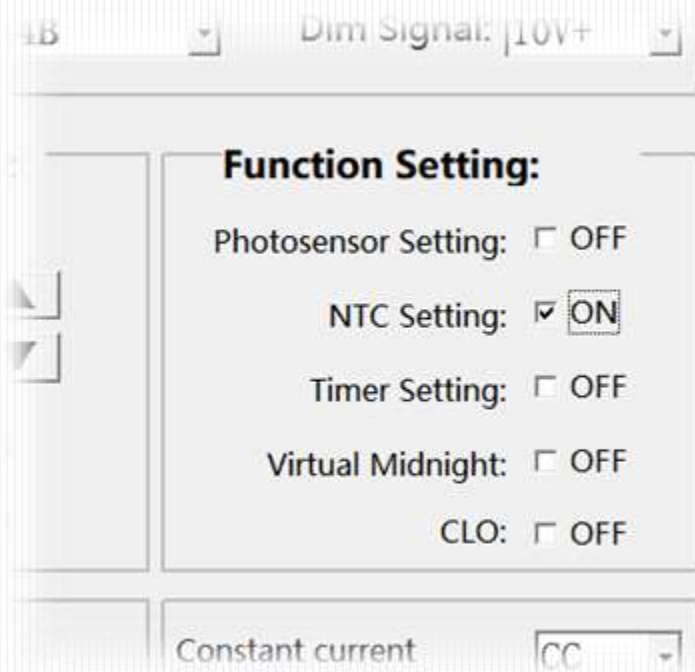 4B Dim Signal: 10V+
Function Setting:
Photosensor Setting: OFF
NTC Setting: ON
Timer Setting: OFF
Virtual Midnight: OFF
CLO: OFF
Constant current CC